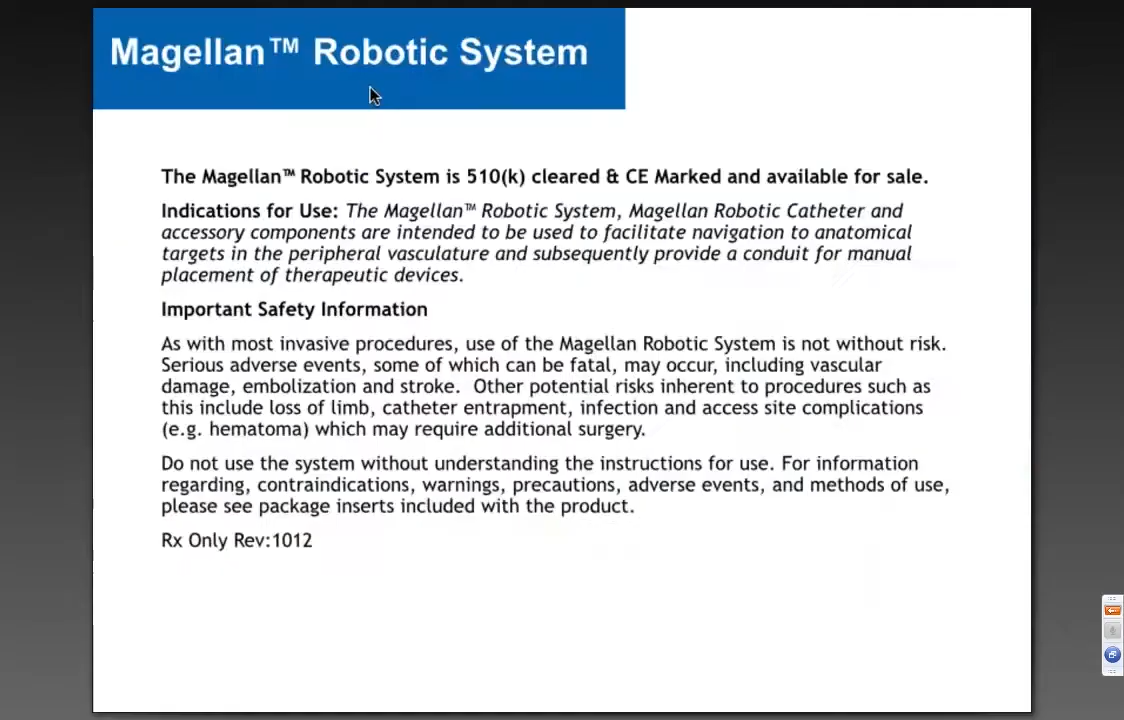 Magellan™ Robotic System
The Magellan™ Robotic System is 510(k) cleared & CE Marked and available for sale.
Indications for Use: The Magellan™ Robotic System, Magellan Robotic Catheter and
accessory components are intended to be used to facilitate navigation to anatomical
targets in the peripheral vasculature and subsequently provide a conduit for manual
placement of therapeutic devices.
Important Safety Information
As with most invasive procedures, use of the Magellan Robotic System is not without risk.
Serious adverse events, some of which can be fatal, may occur, including vascular
damage, embolization and stroke.  Other potential risks inherent to procedures such as
this include loss of limb, catheter entrapment, infection and access site complications
(e.g. hematoma) which may require additional surgery.
Do not use the system without understanding the instructions for use. For information
regarding, contraindications, warnings, precautions, adverse events, and methods of use,
please see package inserts included with the product.
Rx Only Rev:1012